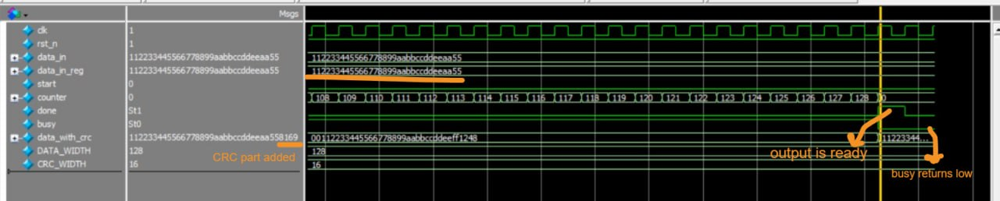 Msgs
clk 1
rst_n 1
data_in 112233445566778899aabbccddeeaa55 112233445566778899aabbccddeeaa55
data_in_reg 112233445566778899aabbccddeeaa55 112233445566778899aabbccddeeaa55
start 0
counter 0 108 109 110 111 112 113 114 115 116 117 118 119 120 121 122 123 124 125 126 127 128 0
done St1
busy St0
data_with_crc 112233445566778899aabbccddeeaa558169 00112233445566778899aabbccddeeff1248 11223344...
DATA_WIDTH 128 128
CRC_WIDTH 16 16
CRC part added
output is ready
busy returns low